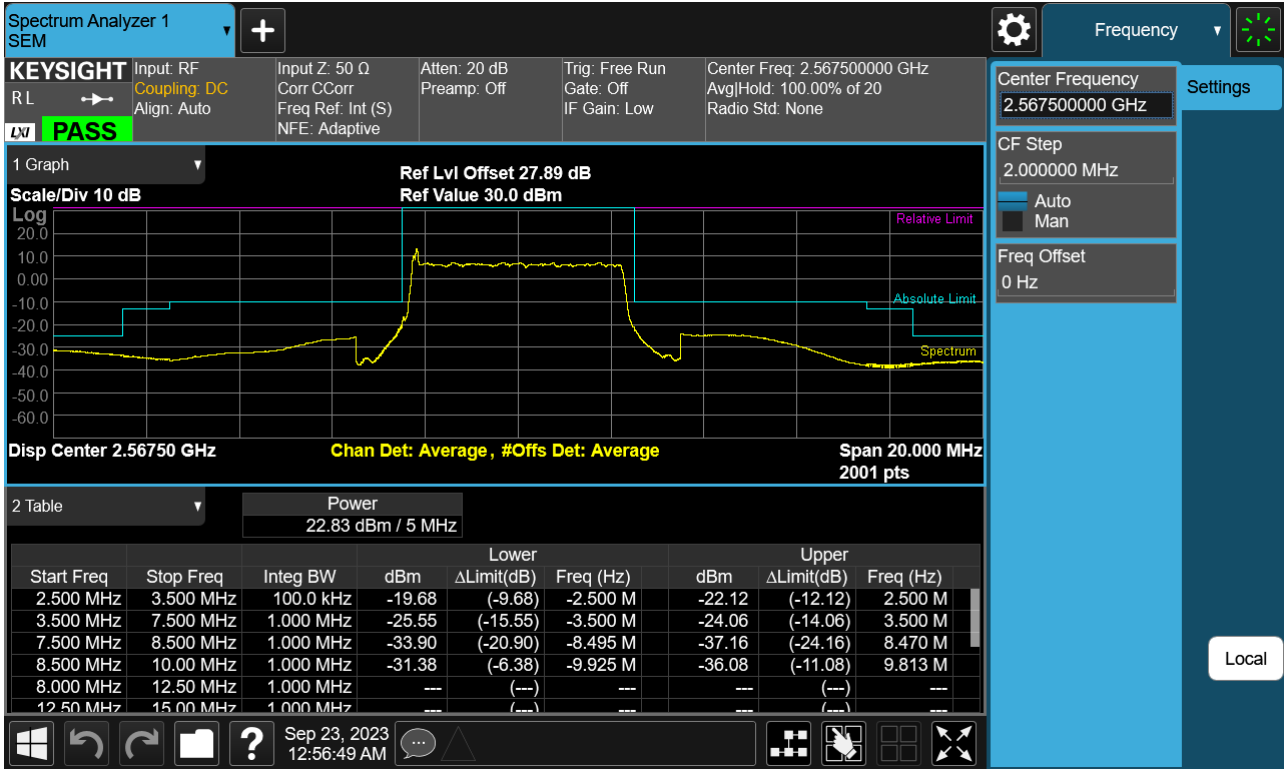 Spectrum Analyzer 1
SEM
Frequency
KEYSIGHT
R L
LXI
PASS
Input: RF
Coupling: DC
Align: Auto
Input Z: 50 Ω
Corr CCorr
Freq Ref: Int (S)
NFE: Adaptive
Atten: 20 dB
Preamp: Off
Trig: Free Run
Gate: Off
IF Gain: Low
Center Freq: 2.567500000 GHz
Avg|Hold: 100.00% of 20
Radio Std: None
Center Frequency
2.567500000 GHz
Settings
CF Step
2.000000 MHz
Auto
Man
Freq Offset
0 Hz
Local
1 Graph
Ref Lvl Offset 27.89 dB
Scale/Div 10 dB
Ref Value 30.0 dBm
Log
Relative Limit
20.0
10.0
0.00
-10.0
Absolute Limit
-20.0
-30.0
Spectrum
-40.0
-50.0
-60.0
Disp Center 2.56750 GHz
Chan Det: Average , #Offs Det: Average
Span 20.000 MHz
2001 pts
2 Table
Power
22.83 dBm / 5 MHz
Lower Upper
Start Freq Stop Freq Integ BW dBm ΔLimit(dB) Freq (Hz) dBm ΔLimit(dB) Freq (Hz)
2.500 MHz 3.500 MHz 100.0 kHz -19.68 (-9.68) -2.500 M -22.12 (-12.12) 2.500 M
3.500 MHz 7.500 MHz 1.000 MHz -25.55 (-15.55) -3.500 M -24.06 (-14.06) 3.500 M
7.500 MHz 8.500 MHz 1.000 MHz -33.90 (-20.90) -8.495 M -37.16 (-24.16) 8.470 M
8.500 MHz 10.00 MHz 1.000 MHz -31.38 (-6.38) -9.925 M -36.08 (-11.08) 9.813 M
8.000 MHz 12.50 MHz 1.000 MHz --- (---) --- --- (---) ---
12.50 MHz 15.00 MHz 1.000 MHz --- (---) --- --- (---) ---
?
Sep 23, 2023
12:56:49 AM